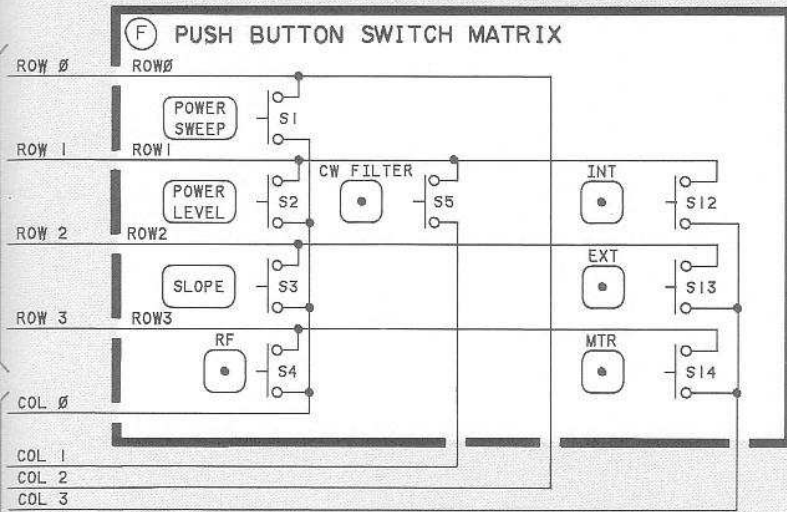 F PUSH BUTTON SWITCH MATRIX
ROW Ø ROWØ
POWER SWEEP S1
ROW 1 ROW1
CW FILTER INT
POWER LEVEL S2 S5 S12
ROW 2 ROW2
EXT
SLOPE S3 S13
ROW 3 ROW3
RF MTR
S4 S14
COL Ø
COL 1
COL 2
COL 3